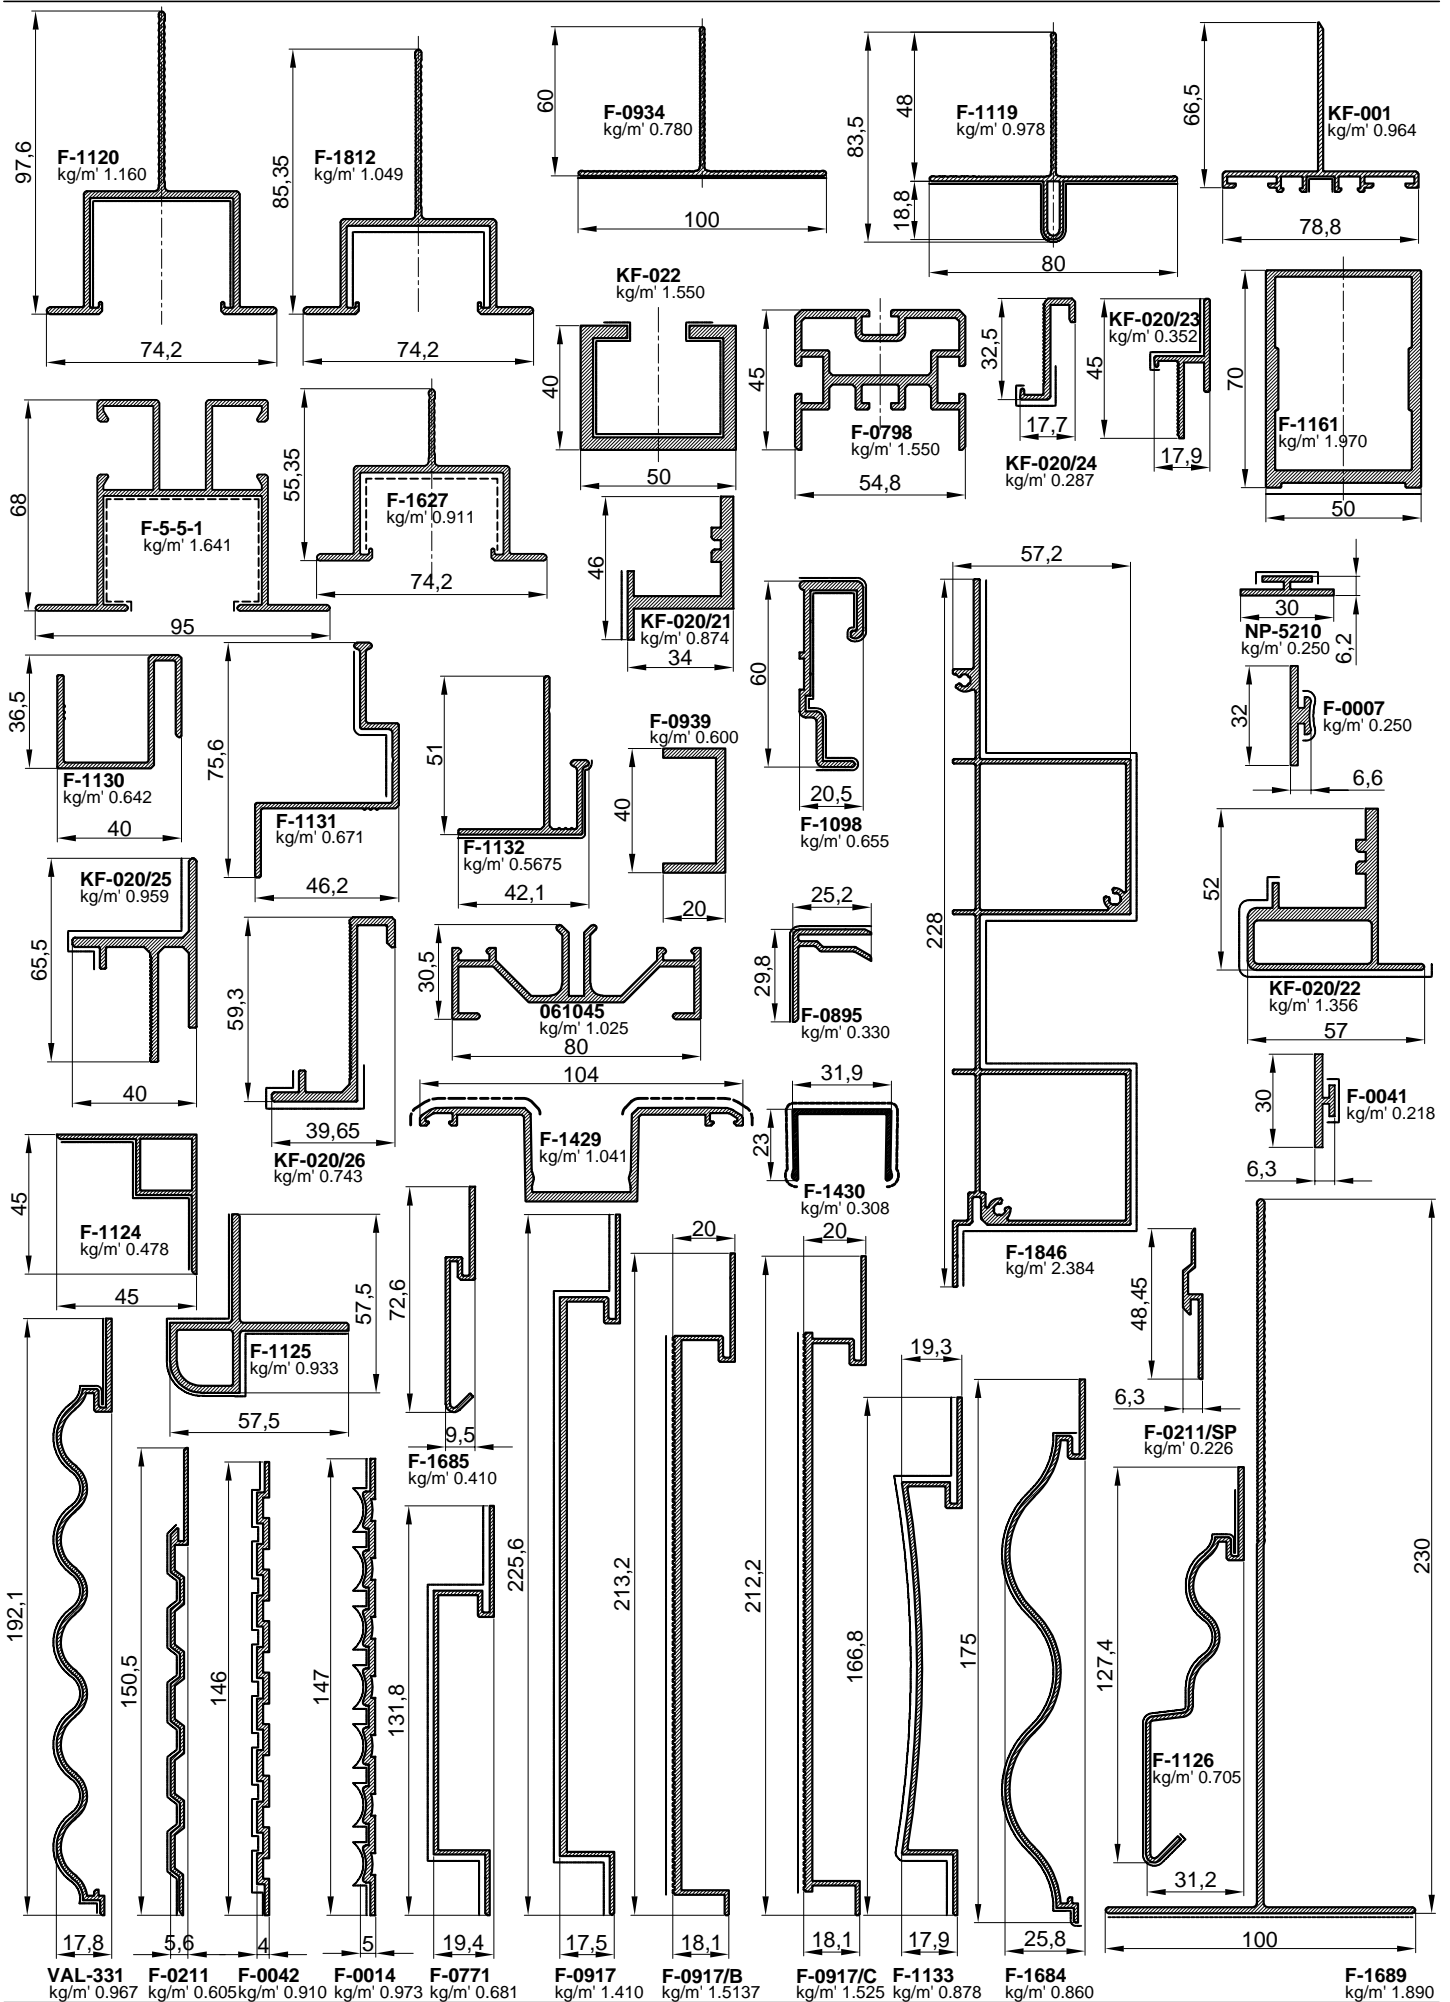 97,6
F-1120
kg/m' 1.160
74,2
85,35
F-1812
kg/m' 1.049
74,2
60
F-0934
kg/m' 0.780
100
83,5
48
18,8
F-1119
kg/m' 0.978
80
66,5
KF-001
kg/m' 0.964
78,8
KF-022
kg/m' 1.550
40
50
45
F-0798
kg/m' 1.550
54,8
32,5
17,7
KF-020/24
kg/m' 0.287
KF-020/23
kg/m' 0.352
45
17,9
70
F-1161
kg/m' 1.970
50
68
F-5-5-1
kg/m' 1.641
95
55,35
F-1627
kg/m' 0.911
74,2
46
KF-020/21
kg/m' 0.874
34
60
20,5
F-1098
kg/m' 0.655
57,2
228
F-1846
kg/m' 2.384
30
NP-5210
kg/m' 0.250
6,2
32
F-0007
kg/m' 0.250
6,6
36,5
F-1130
kg/m' 0.642
40
75,6
F-1131
kg/m' 0.671
46,2
51
F-1132
kg/m' 0.5675
42,1
F-0939
kg/m' 0.600
40
20
52
KF-020/22
kg/m' 1.356
57
KF-020/25
kg/m' 0.959
65,5
40
59,3
39,65
KF-020/26
kg/m' 0.743
30,5
061045
kg/m' 1.025
80
25,2
29,8
F-0895
kg/m' 0.330
104
F-1429
kg/m' 1.041
31,9
23
F-1430
kg/m' 0.308
30
F-0041
kg/m' 0.218
6,3
45
F-1124
kg/m' 0.478
45
57,5
F-1125
kg/m' 0.933
57,5
72,6
9,5
F-1685
kg/m' 0.410
48,45
6,3
F-0211/SP
kg/m' 0.226
192,1
17,8
VAL-331
kg/m' 0.967
150,5
5,6
F-0211
kg/m' 0.605
146
4
F-0042
kg/m' 0.910
147
5
F-0014
kg/m' 0.973
131,8
19,4
F-0771
kg/m' 0.681
225,6
17,5
F-0917
kg/m' 1.410
20
213,2
18,1
F-0917/B
kg/m' 1.5137
20
212,2
18,1
F-0917/C
kg/m' 1.525
19,3
166,8
17,9
F-1133
kg/m' 0.878
175
25,8
F-1684
kg/m' 0.860
127,4
F-1126
kg/m' 0.705
31,2
230
100
F-1689
kg/m' 1.890